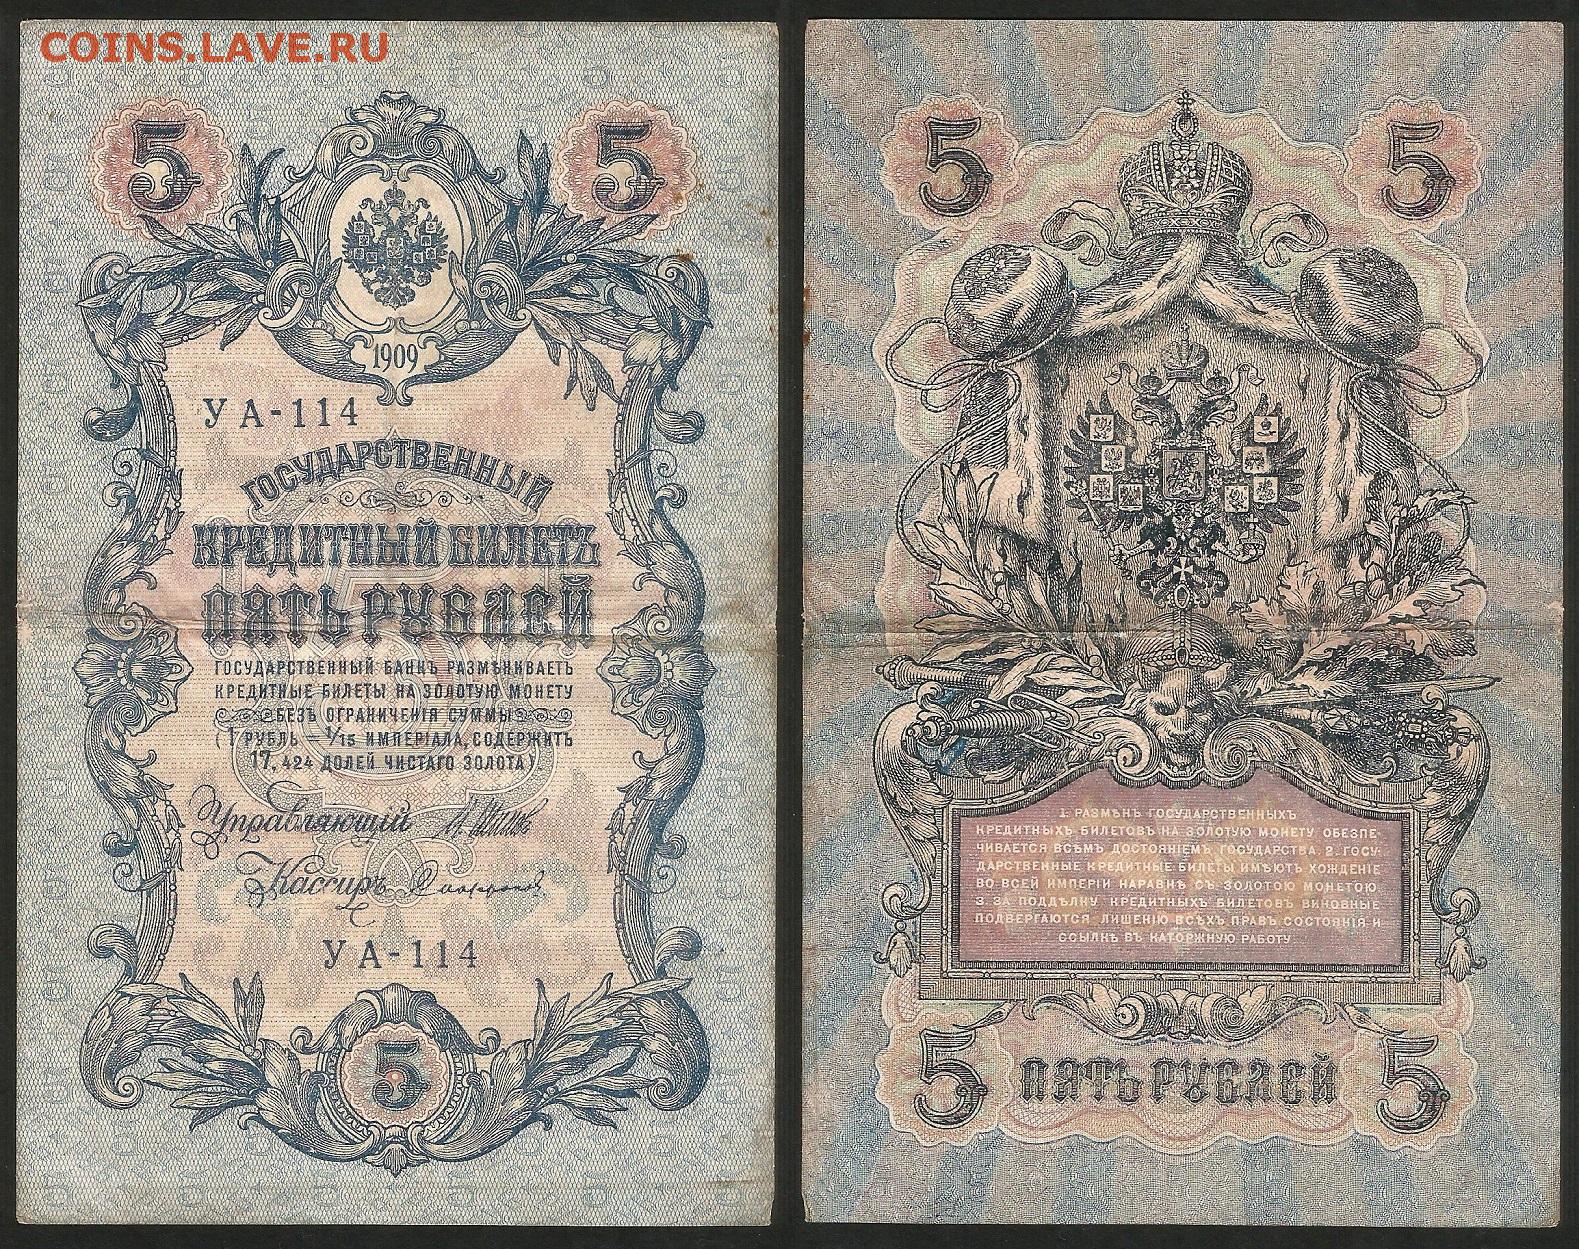 COINS.LAVE.RU
5 5
1909
УА-114
ГОСУДАРСТВЕННЫЙ
КРЕДИТНЫЙ БИЛЕТЪ
ПЯТЬ РУБЛЕЙ
ГОСУДАРСТВЕННЫЙ БАНКЪ РАЗМѢНИВАЕТЪ
КРЕДИТНЫЕ БИЛЕТЫ НА ЗОЛОТУЮ МОНЕТУ
БЕЗЪ ОГРАНИЧЕНІЯ СУММЫ
(1 РУБЛЬ = 1/15 ИМПЕРІАЛА, СОДЕРЖИТЪ
17,424 ДОЛЕЙ ЧИСТАГО ЗОЛОТА).
Управляющій
Кассиръ
УА-114
5
5 5
1. РАЗМѢНЪ ГОСУДАРСТВЕННЫХЪ
КРЕДИТНЫХЪ БИЛЕТОВЪ НА ЗОЛОТУЮ МОНЕТУ ОБЕЗПЕ-
ЧИВАЕТСЯ ВСѢМЪ ДОСТОЯНІЕМЪ ГОСУДАРСТВА. 2. ГОСУ-
ДАРСТВЕННЫЕ КРЕДИТНЫЕ БИЛЕТЫ ИМѢЮТЪ ХОЖДЕНІЕ
ВО ВСЕЙ ИМПЕРІИ НАРАВНѢ СЪ ЗОЛОТОЮ МОНЕТОЮ.
3. ЗА ПОДДѢЛКУ КРЕДИТНЫХЪ БИЛЕТОВЪ ВИНОВНЫЕ
ПОДВЕРГАЮТСЯ ЛИШЕНІЮ ВСѢХЪ ПРАВЪ СОСТОЯНІЯ И
ССЫЛКѢ ВЪ КАТОРЖНУЮ РАБОТУ
5 ПЯТЬ РУБЛЕЙ 5